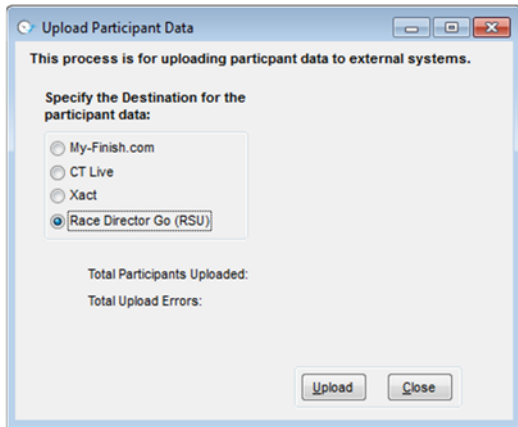 Upload Participant Data
This process is for uploading particpant data to external systems.
Specify the Destination for the
participant data:
My-Finish.com
CT Live
Xact
Race Director Go (RSU)
Total Participants Uploaded:
Total Upload Errors:
Upload Close